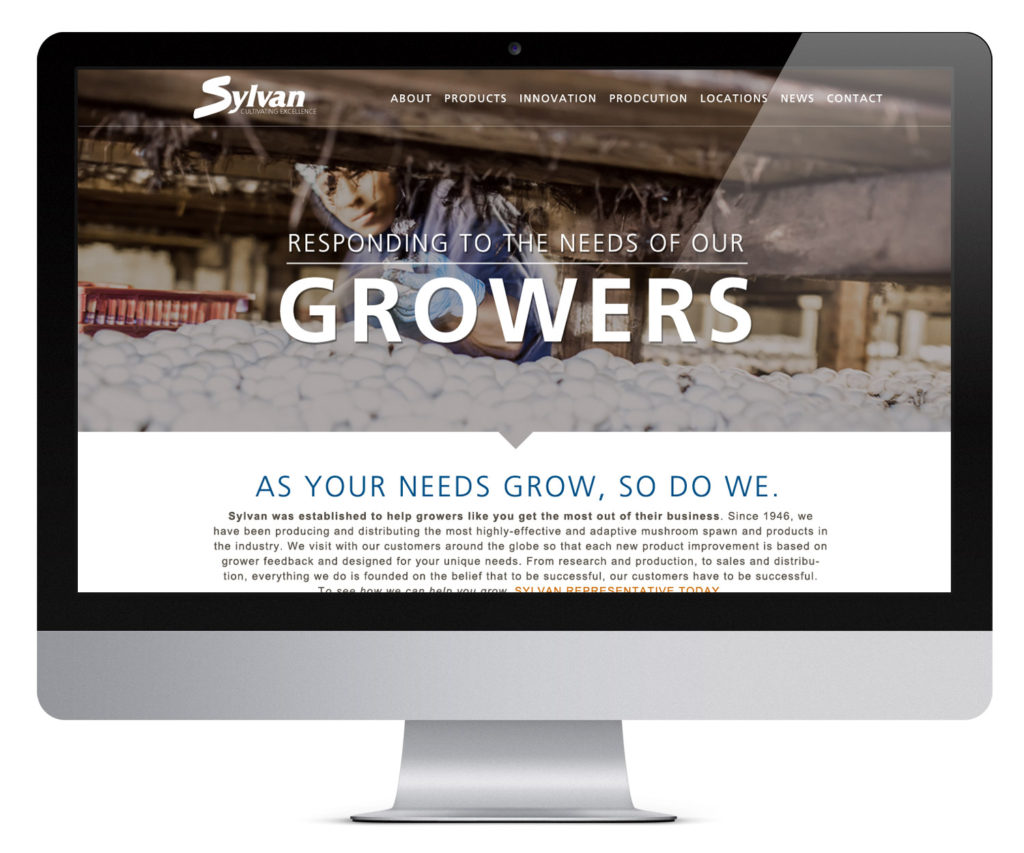 Sylvan
CULTIVATING EXCELLENCE
ABOUT PRODUCTS INNOVATION PRODCUTION LOCATIONS NEWS CONTACT
RESPONDING TO THE NEEDS OF OUR
GROWERS
AS YOUR NEEDS GROW, SO DO WE.
Sylvan was established to help growers like you get the most out of their business. Since 1946, we
have been producing and distributing the most highly-effective and adaptive mushroom spawn and products in
the industry. We visit with our customers around the globe so that each new product improvement is based on
grower feedback and designed for your unique needs. From research and production, to sales and distribu-
tion, everything we do is founded on the belief that to be successful, our customers have to be successful.
To see how we can help you grow, SYLVAN REPRESENTATIVE TODAY